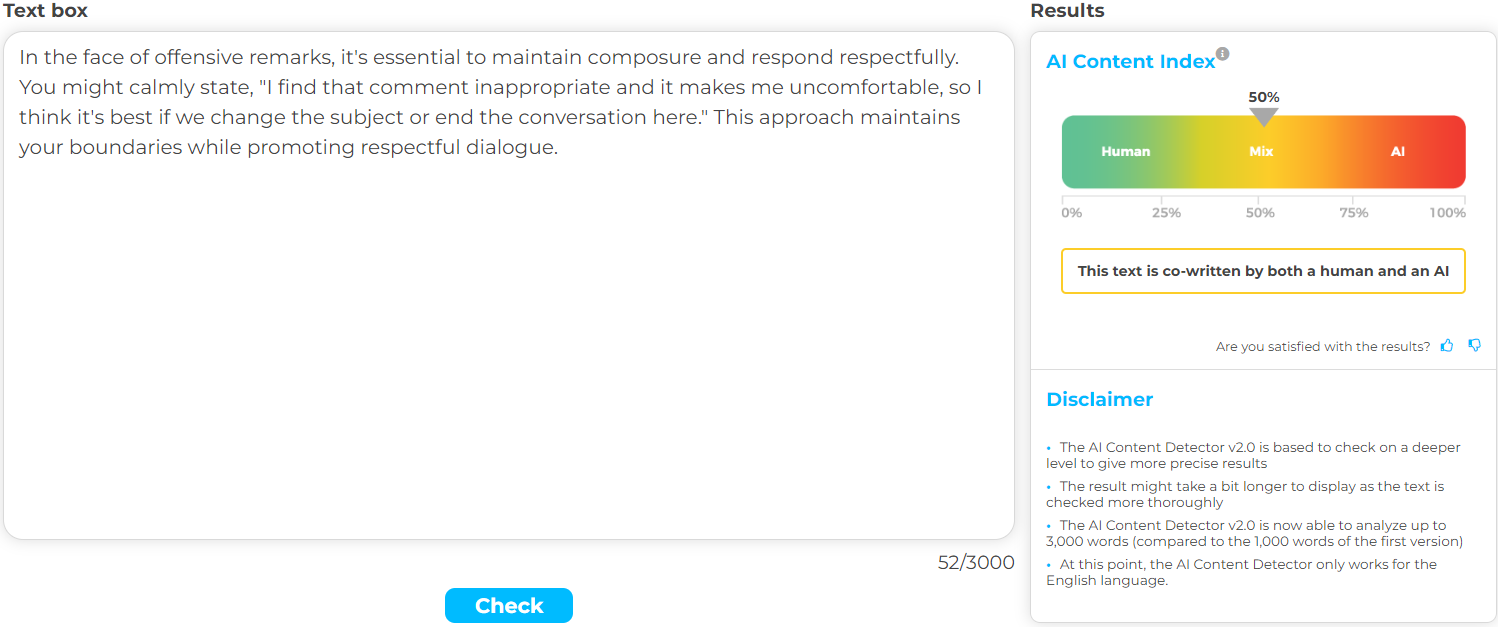 Text box
In the face of offensive remarks, it's essential to maintain composure and respond respectfully.
You might calmly state, "I find that comment inappropriate and it makes me uncomfortable, so I
think it's best if we change the subject or end the conversation here." This approach maintains
your boundaries while promoting respectful dialogue.
52/3000
Check
Results
AI Content Index i
50%
Human Mix AI
0% 25% 50% 75% 100%
This text is co-written by both a human and an AI
Are you satisfied with the results?
Disclaimer
• The AI Content Detector v2.0 is based to check on a deeper
level to give more precise results
• The result might take a bit longer to display as the text is
checked more thoroughly
• The AI Content Detector v2.0 is now able to analyze up to
3,000 words (compared to the 1,000 words of the first version)
• At this point, the AI Content Detector only works for the
English language.